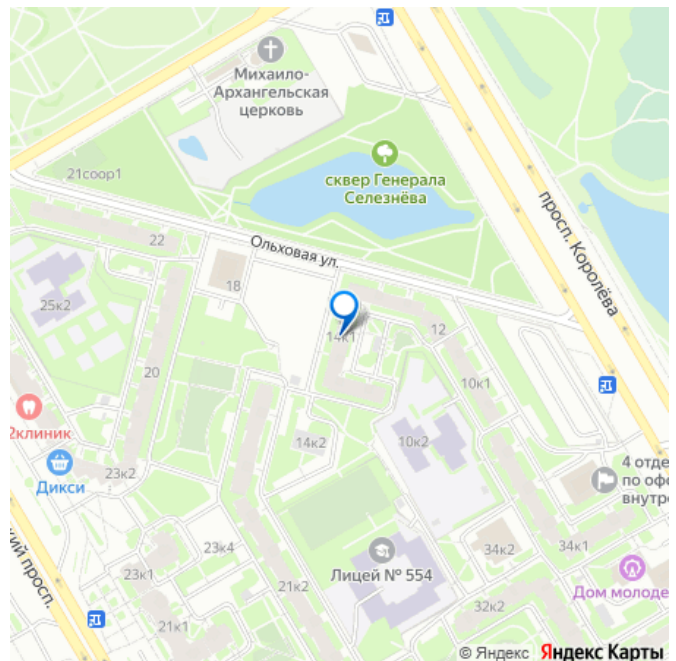 Михаило-
Архангельская
церковь
21соор1
сквер Генерала
Селезнёва
просп. Королёва
Ольховая ул.
22
18
25к2
14к1
12
20
10к1
2клиник
14к2
10к2
Дикси
23к2
4 отде
по офо
внутре
23к4
34к2
34к1
23к1
Лицей № 554
21к2
Дом молоде
кий просп.
32к2
21к1
© Яндекс Яндекс Карты